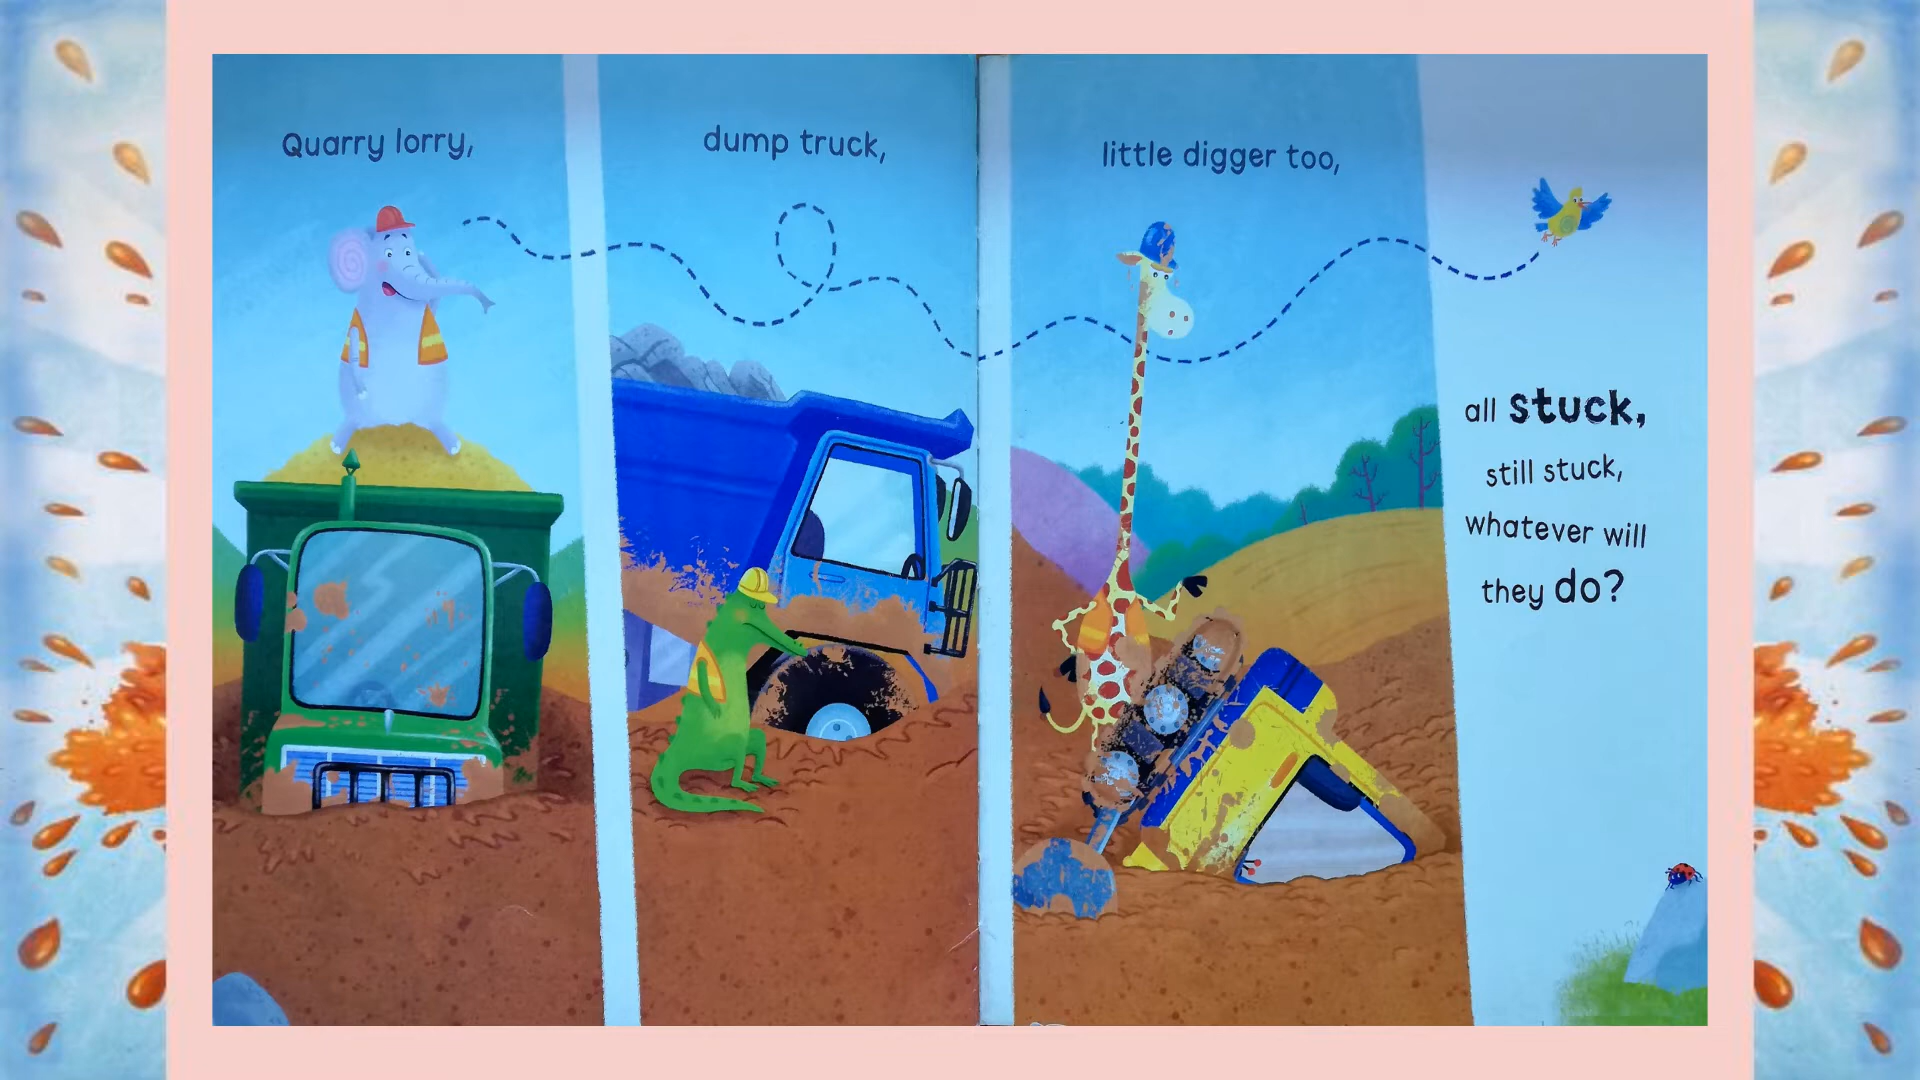 Quarry lorry,
dump truck,
little digger too,
all stuck,
still stuck,
whatever will
they do?